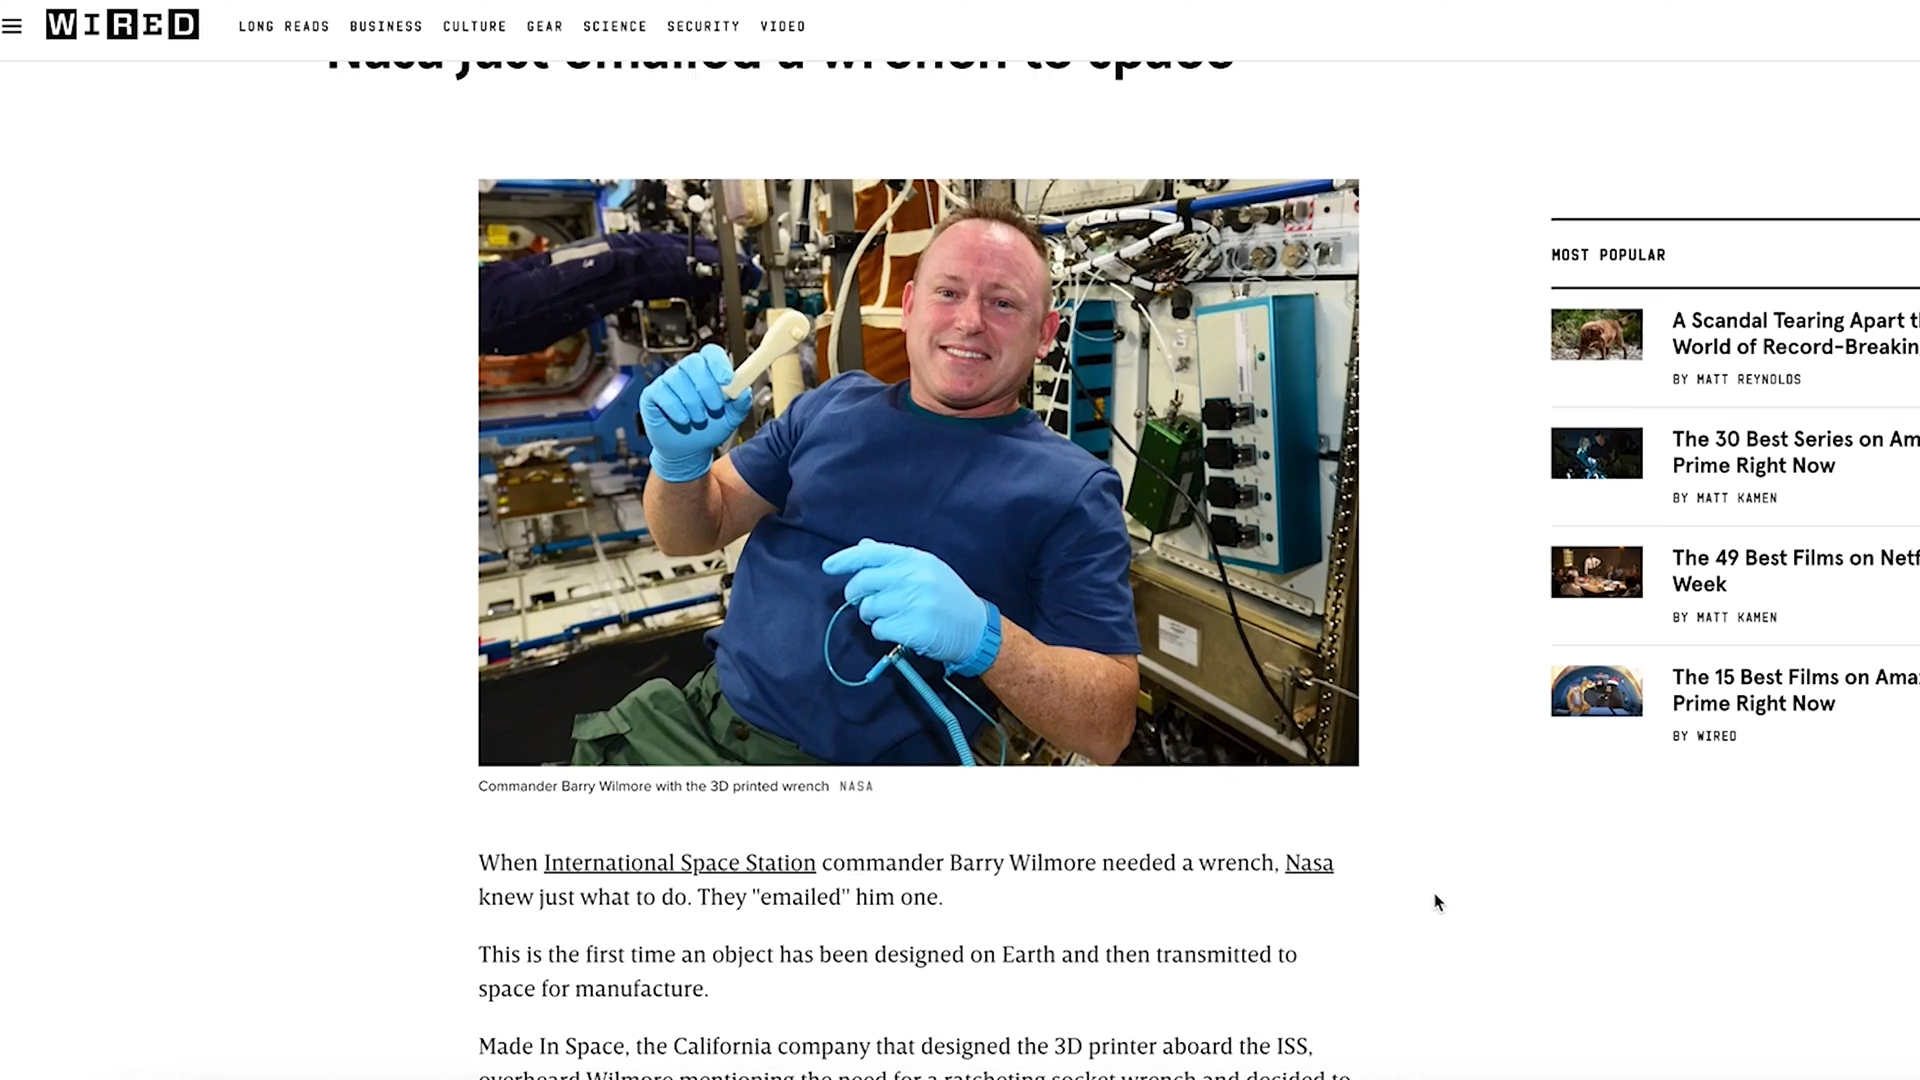 WIRED
LONG READS BUSINESS CULTURE GEAR SCIENCE SECURITY VIDEO
Nasa just emailed a wrench to space
Commander Barry Wilmore with the 3D printed wrench NASA
When International Space Station commander Barry Wilmore needed a wrench, Nasa
knew just what to do. They "emailed" him one.
This is the first time an object has been designed on Earth and then transmitted to
space for manufacture.
Made In Space, the California company that designed the 3D printer aboard the ISS,
overheard Wilmore mentioning the need for a ratcheting socket wrench and decided to
MOST POPULAR
A Scandal Tearing Apart t
World of Record-Breakin
BY MATT REYNOLDS
The 30 Best Series on Am
Prime Right Now
BY MATT KAMEN
The 49 Best Films on Netf
Week
BY MATT KAMEN
The 15 Best Films on Ama
Prime Right Now
BY WIRED